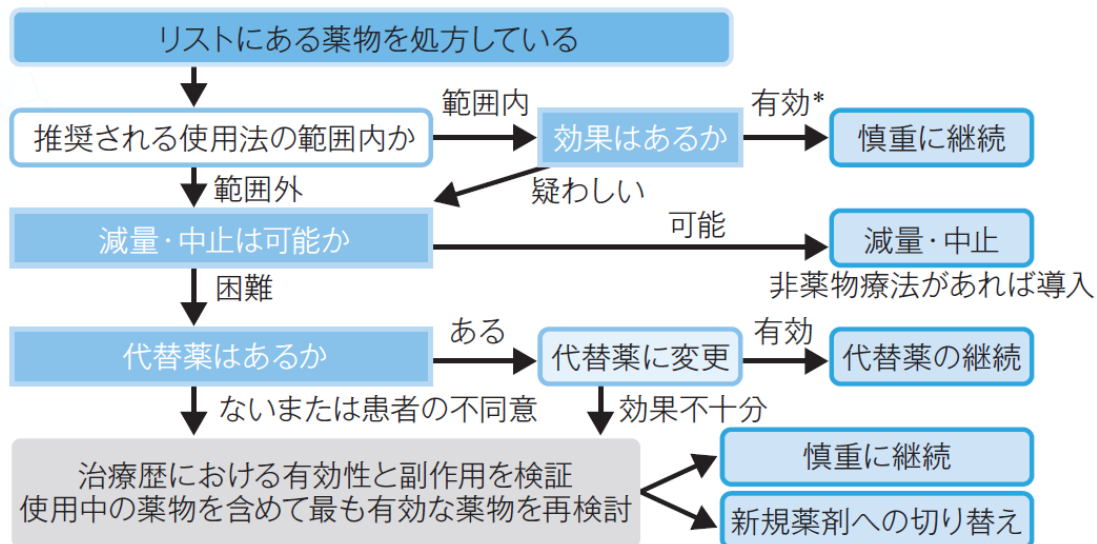 リストにある薬物を処方している
推奨される使用法の範囲内か
範囲内
効果はあるか
有効*
慎重に継続
範囲外
疑わしい
減量・中止は可能か
可能
減量・中止
非薬物療法があれば導入
困難
代替薬はあるか
ある
代替薬に変更
有効
代替薬の継続
ないまたは患者の不同意
効果不十分
治療歴における有効性と副作用を検証
使用中の薬物を含めて最も有効な薬物を再検討
慎重に継続
新規薬剤への切り替え